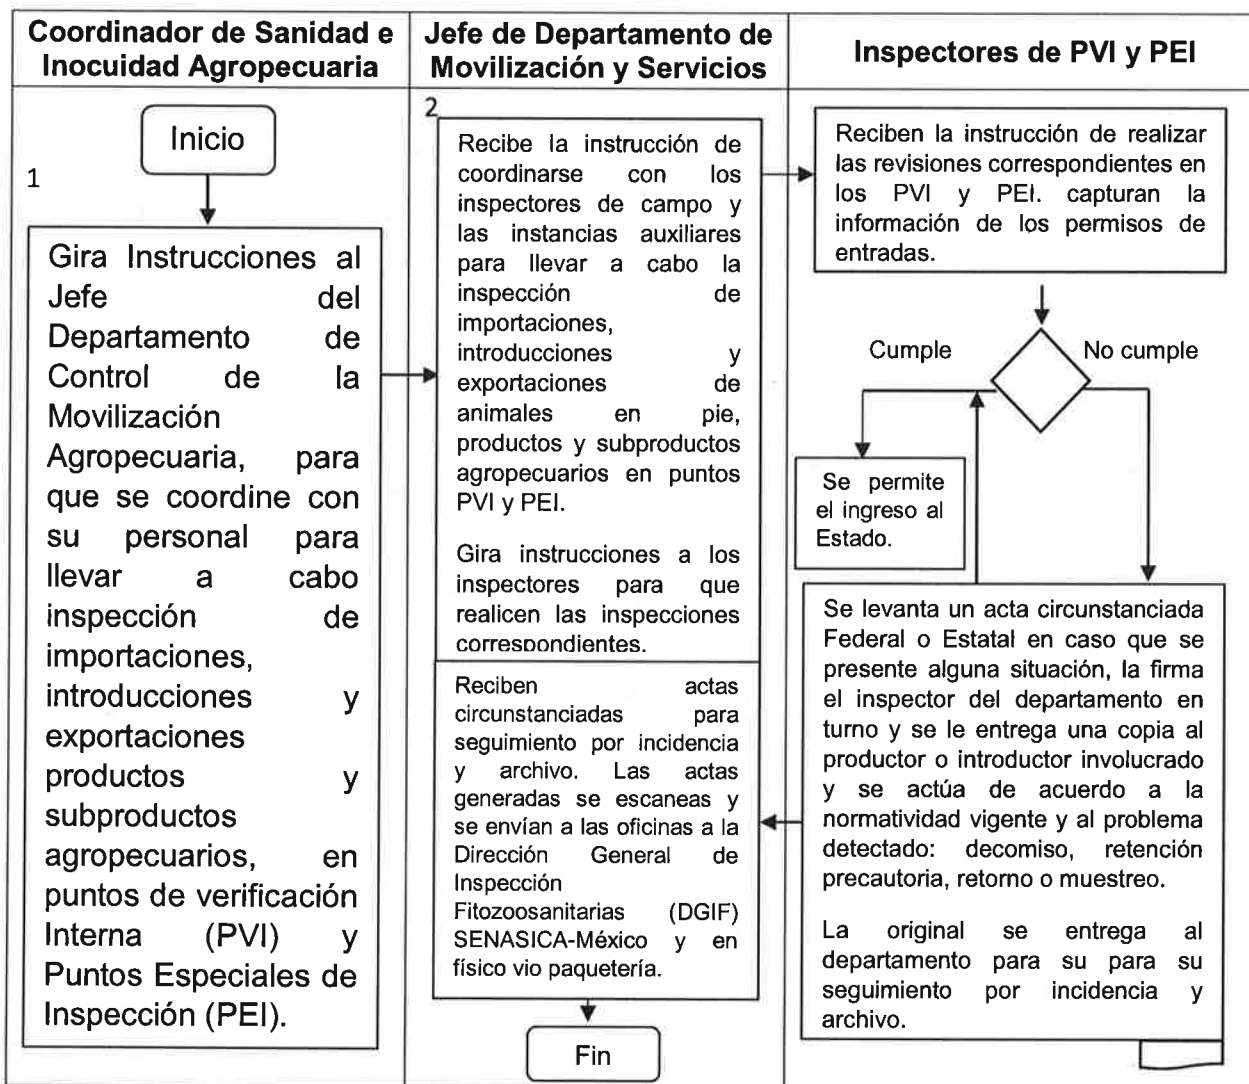 Coordinador de Sanidad e
Inocuidad Agropecuaria
Jefe de Departamento de
Movilización y Servicios
Inspectores de PVI y PEI
Inicio
1
Gira Instrucciones al
Jefe del
Departamento de
Control de la
Movilización
Agropecuaria, para
que se coordine con
su personal para
llevar a cabo
inspección de
importaciones,
introducciones y
exportaciones
productos y
subproductos
agropecuarios, en
puntos de verificación
Interna (PVI) y
Puntos Especiales de
Inspección (PEI).
2
Recibe la instrucción de
coordinarse con los
inspectores de campo y
las instancias auxiliares
para llevar a cabo la
inspección de
importaciones,
introducciones y
exportaciones de
animales en pie,
productos y subproductos
agropecuarios en puntos
PVI y PEI.
Gira instrucciones a los
inspectores para que
realicen las inspecciones
correspondientes.
Reciben actas
circunstanciadas para
seguimiento por incidencia
y archivo. Las actas
generadas se escaneas y
se envían a las oficinas a la
Dirección General de
Inspección
Fitozoosanitarias (DGIF)
SENASICA-México y en
físico vio paquetería.
Fin
Reciben la instrucción de realizar
las revisiones correspondientes en
los PVI y PEI. capturan la
información de los permisos de
entradas.
Cumple
No cumple
Se permite
el ingreso al
Estado.
Se levanta un acta circunstanciada
Federal o Estatal en caso que se
presente alguna situación, la firma
el inspector del departamento en
turno y se le entrega una copia al
productor o introductor involucrado
y se actúa de acuerdo a la
normatividad vigente y al problema
detectado: decomiso, retención
precautoria, retorno o muestreo.
La original se entrega al
departamento para su para su
seguimiento por incidencia y
archivo.